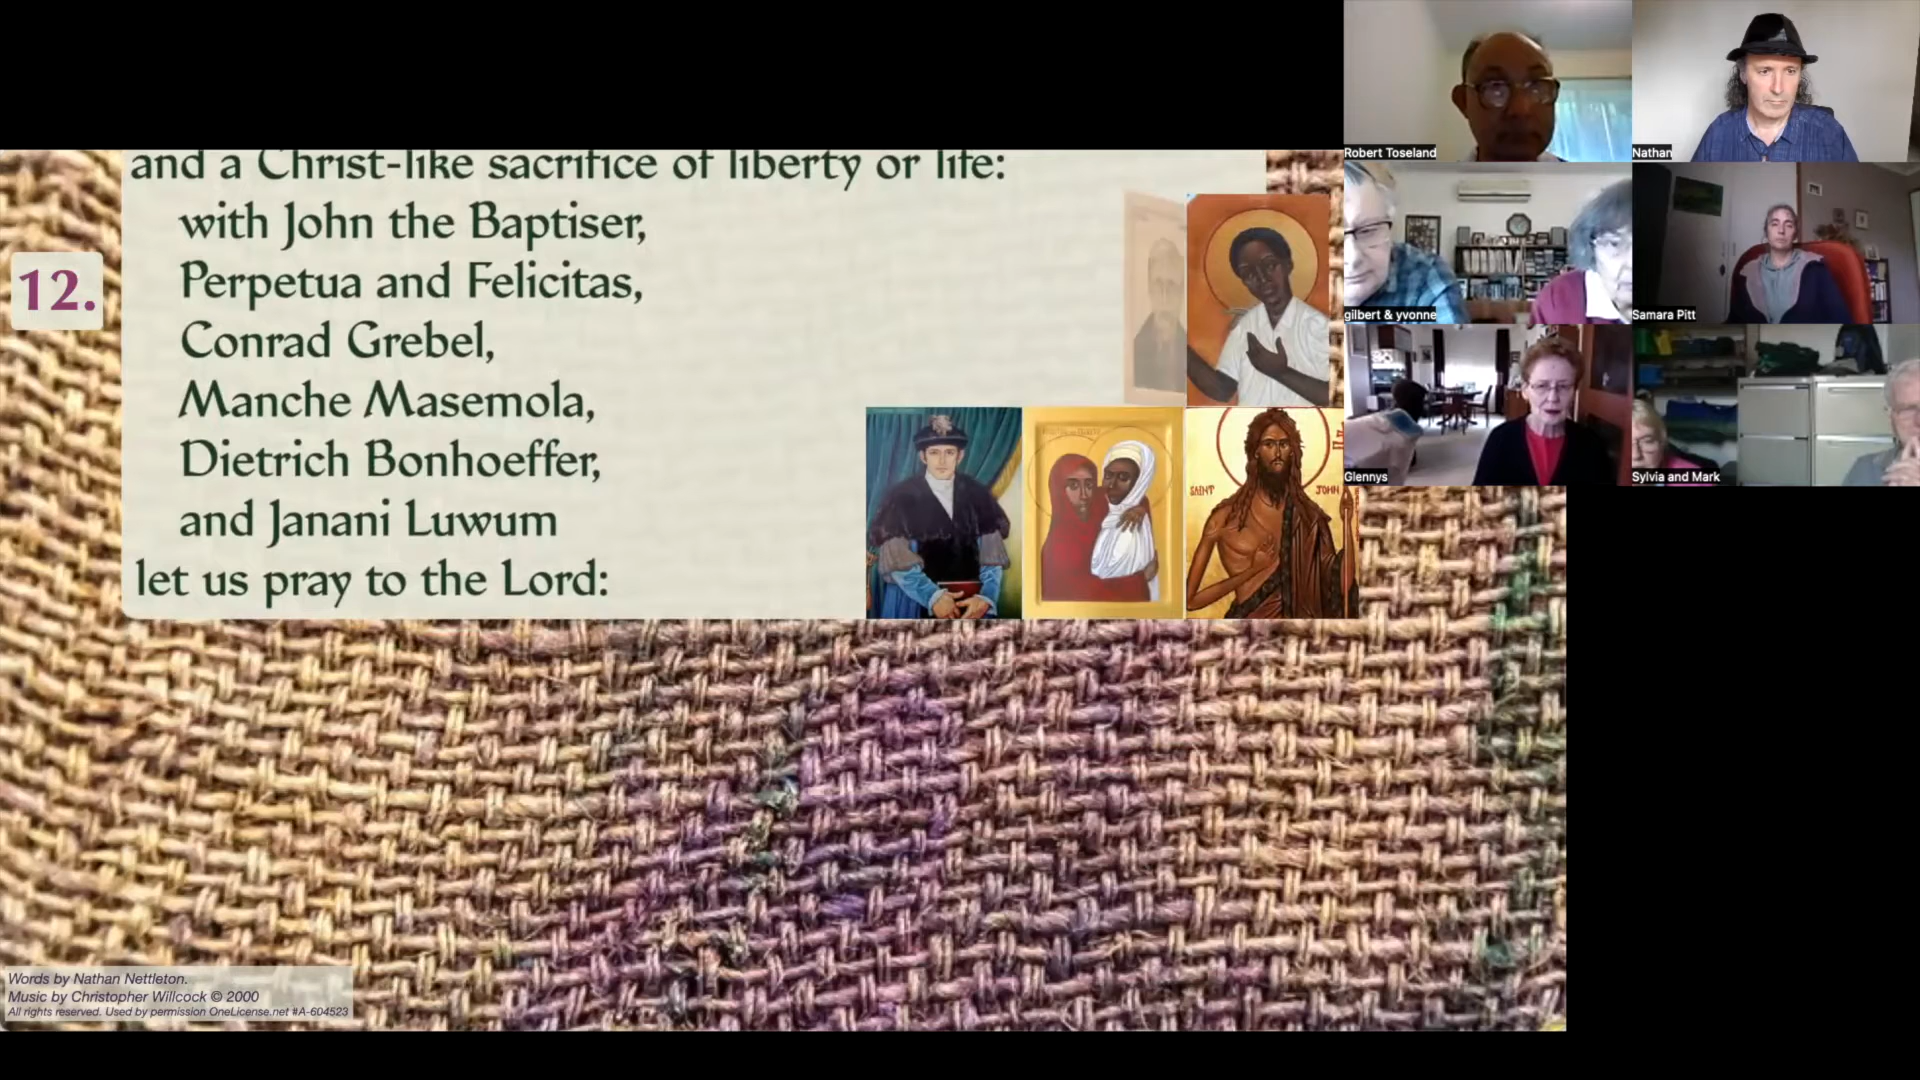 and a Christ-like sacrifice of liberty or life:
with John the Baptiser,
Perpetua and Felicitas,
12.
Conrad Grebel,
Manche Masemola,
Dietrich Bonhoeffer,
and Janani Luwum
let us pray to the Lord:
SAINT JOHN
Words by Nathan Nettleton.
Music by Christopher Willcock © 2000
All rights reserved. Used by permission OneLicense.net #A-604523
Robert Toseland
Nathan
gilbert & yvonne
Samara Pitt
Glennys
Sylvia and Mark